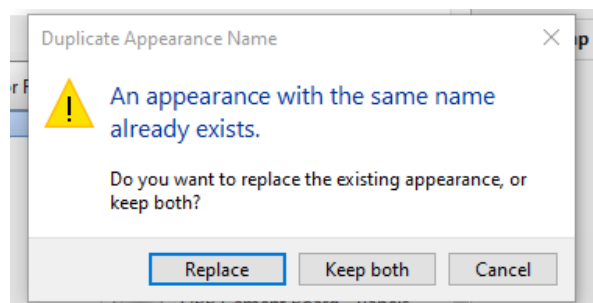 Duplicate Appearance Name
An appearance with the same name
already exists.
Do you want to replace the existing appearance, or
keep both?
Replace Keep both Cancel